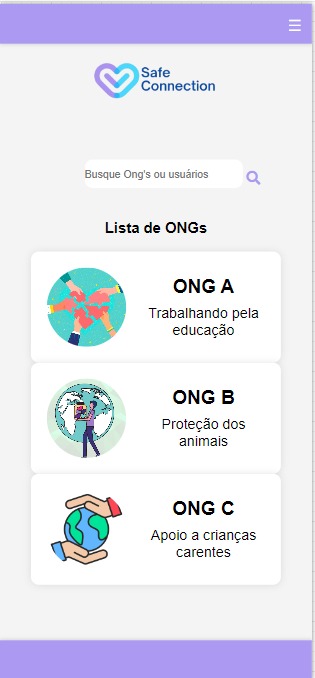 Safe
Connection
Busque Ong's ou usuários
Lista de ONGs
ONG A
Trabalhando pela
educação
ONG B
Proteção dos
animais
ONG C
Apoio a crianças
carentes